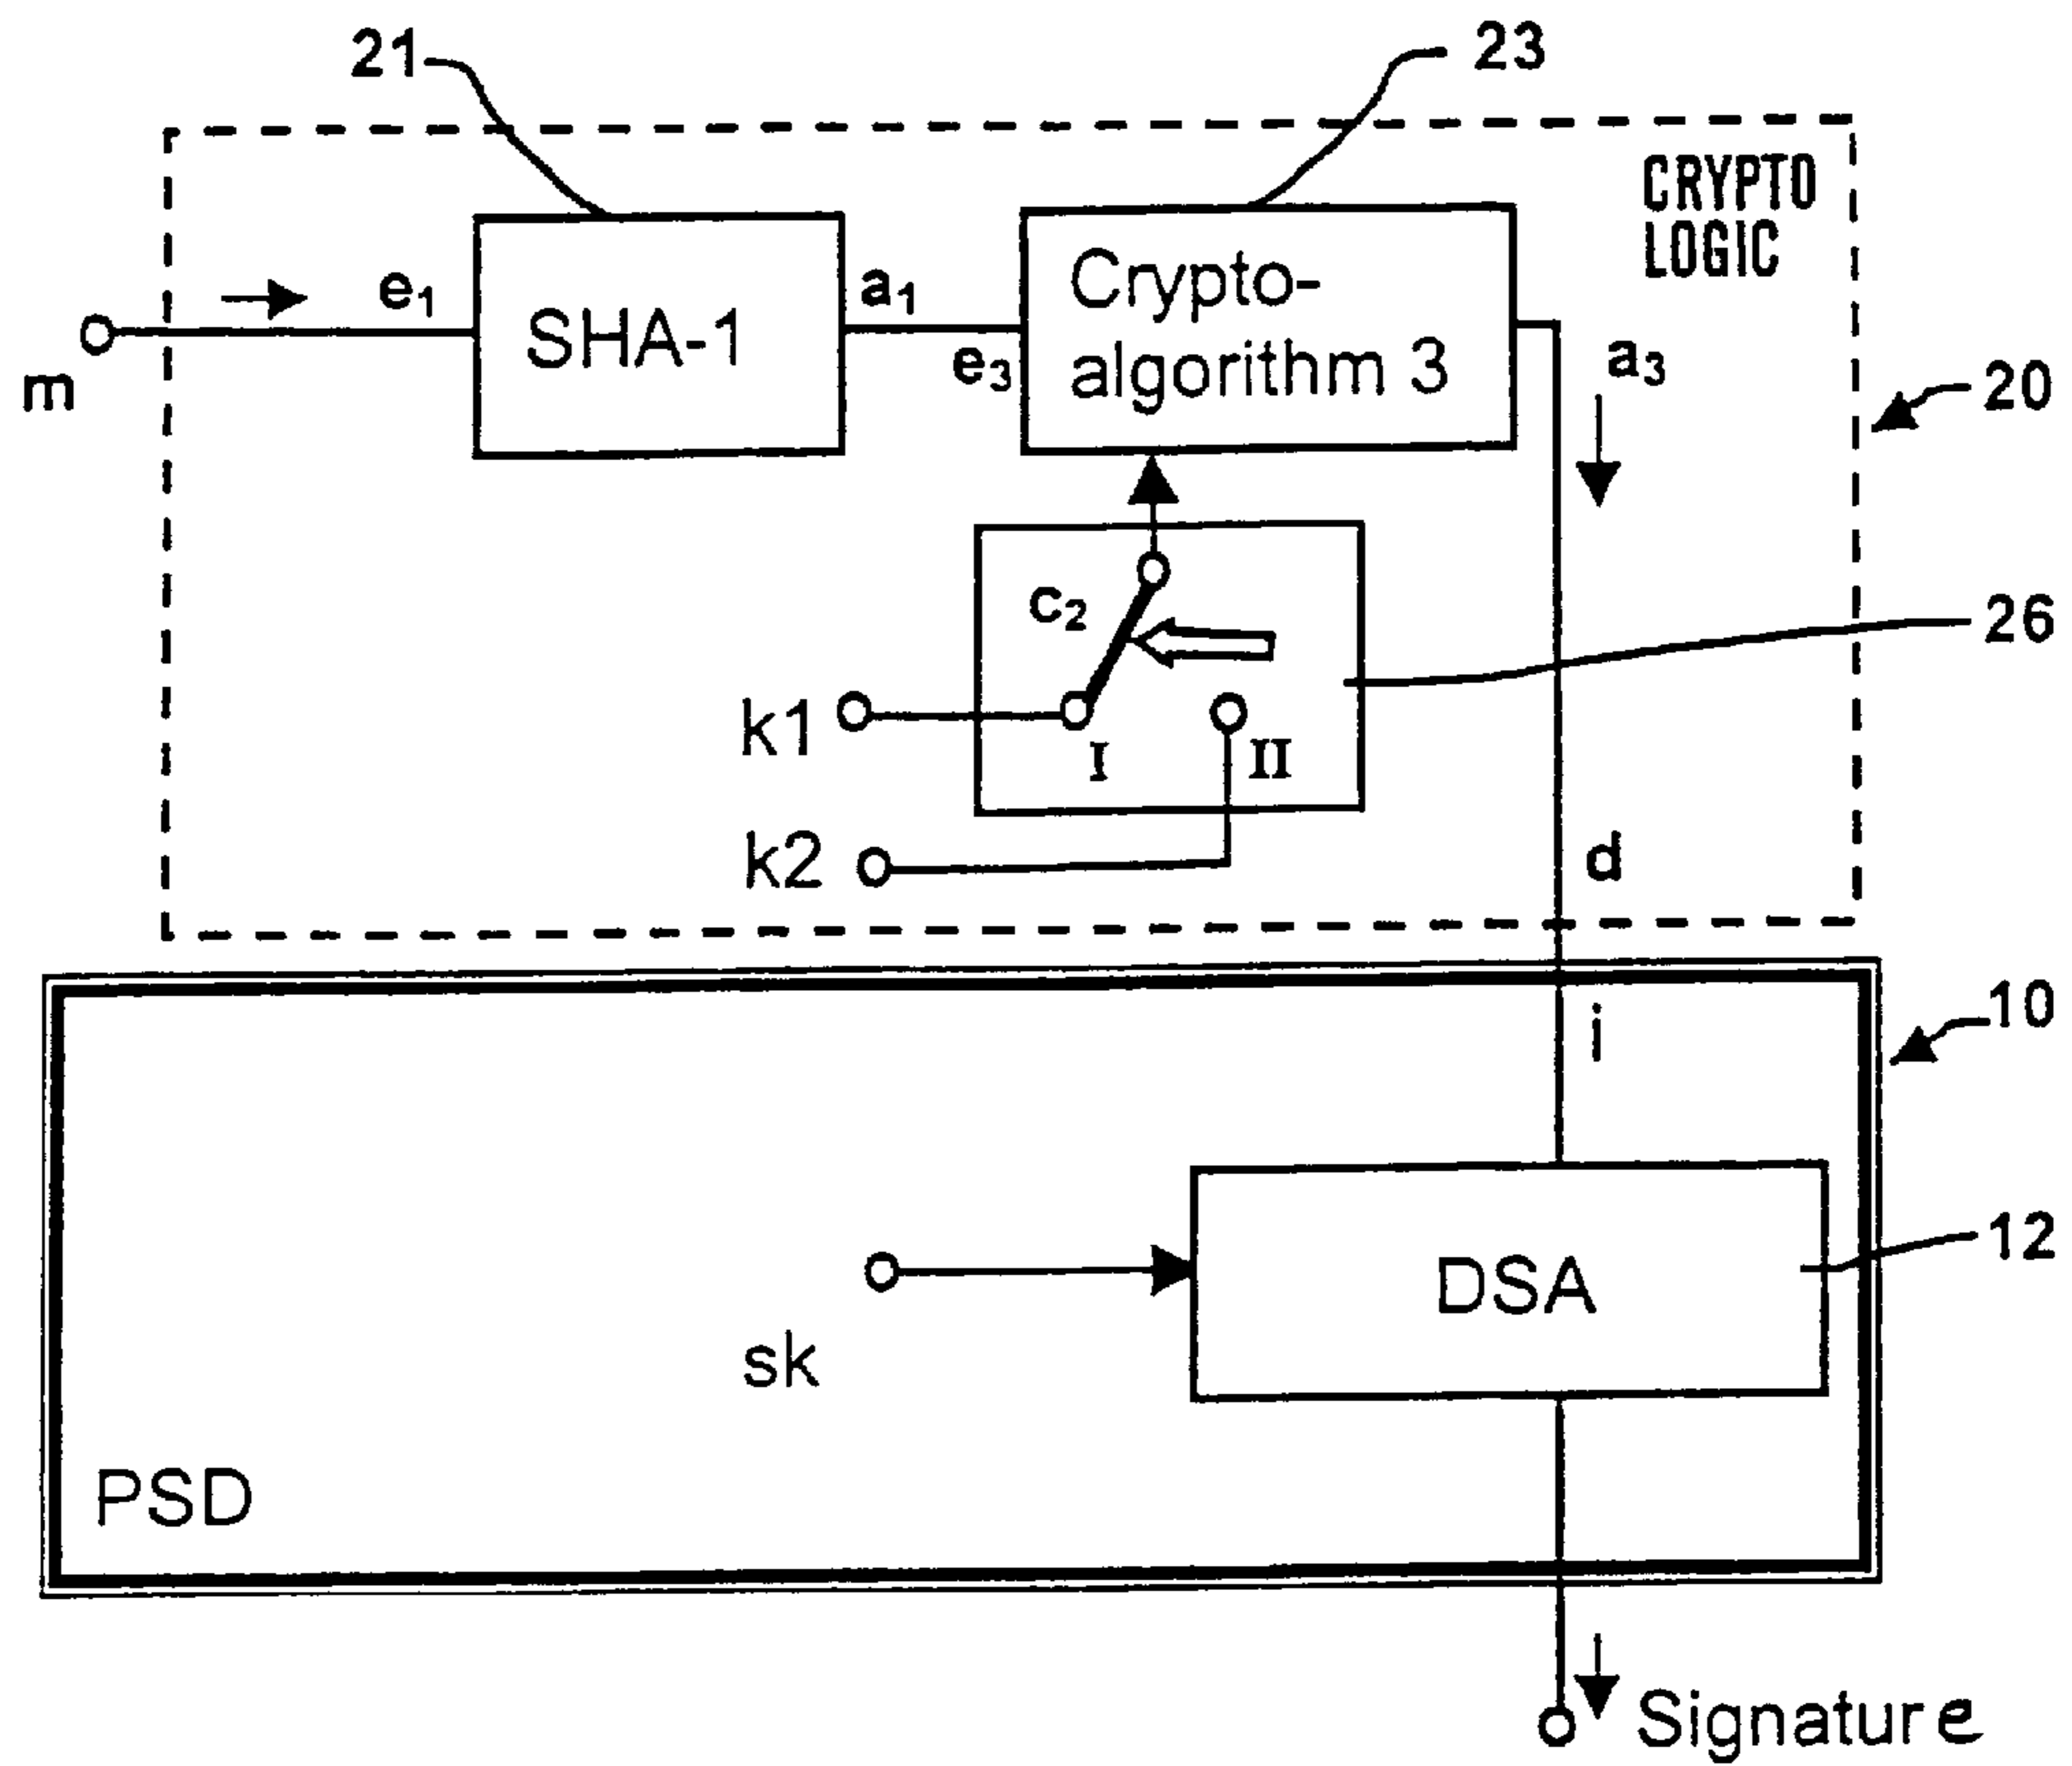 21
23
CRYPTO
LOGIC
e₁
SHA-1
a₁
e₃
Crypto-
algorithm 3
a₃
m
20
c₂
26
k1
I
II
k2
d
i
10
12
DSA
sk
PSD
Signature